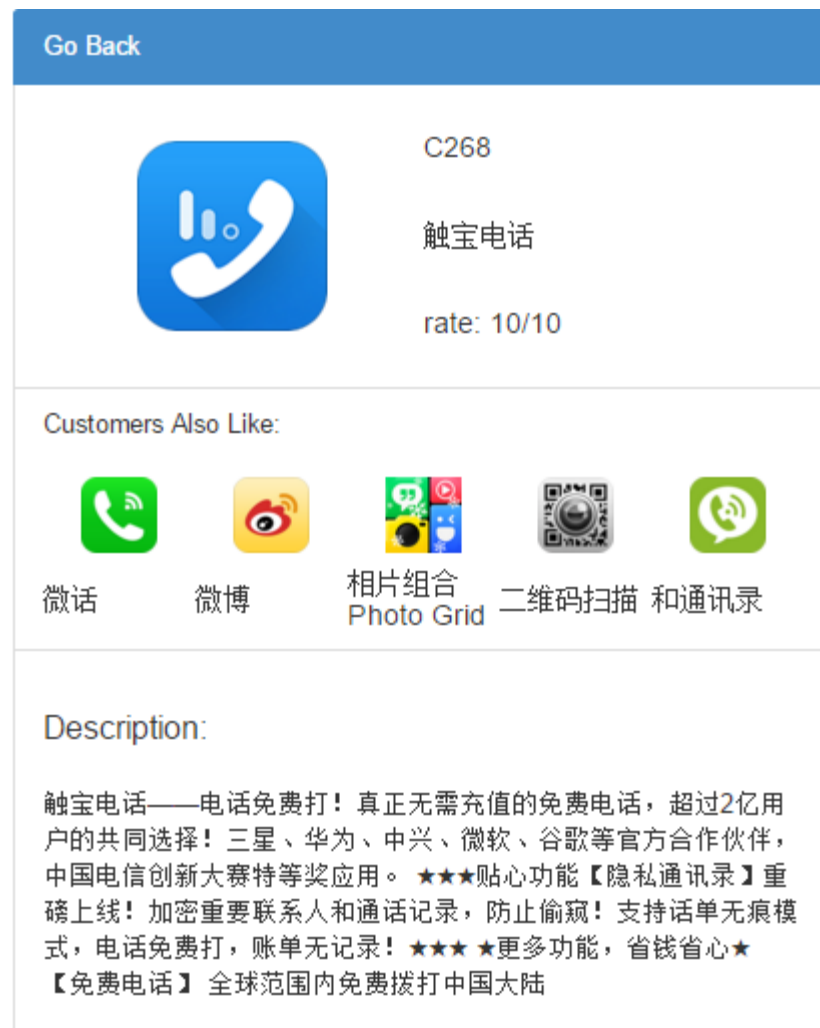 Go Back
C268
触宝电话
rate: 10/10
Customers Also Like:
微话
微博
相片组合
Photo Grid
二维码扫描
和通讯录
Description:
触宝电话——电话免费打！真正无需充值的免费电话，超过2亿用
户的共同选择！三星、华为、中兴、微软、谷歌等官方合作伙伴，
中国电信创新大赛特等奖应用。 ★★★贴心功能【隐私通讯录】重
磅上线！加密重要联系人和通话记录，防止偷窥！支持话单无痕模
式，电话免费打，账单无记录！★★★ ★更多功能，省钱省心★
【免费电话】 全球范围内免费拨打中国大陆